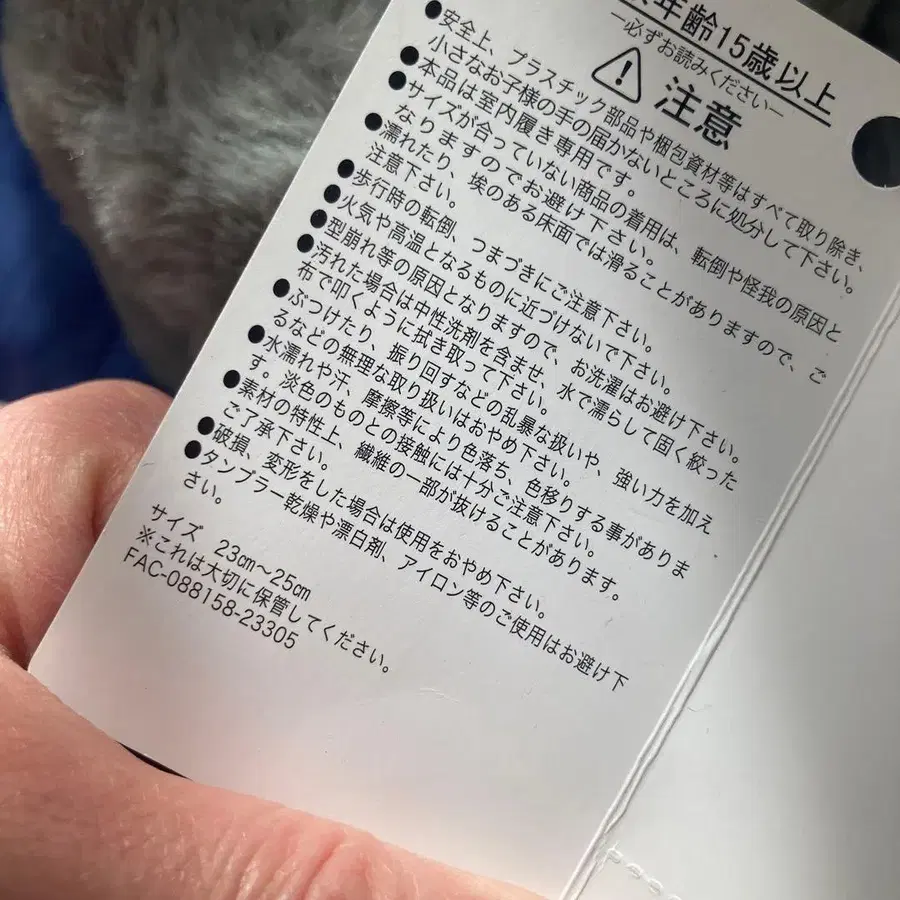 年齢15歳以上
―必ずお読みください―
注意
●安全上、プラスチック部品や梱包資材等はすべて取り除き、
小さなお子様の手の届かないところに処分して下さい。
●本品は室内履き専用です。
●サイズが合っていない商品の着用は、転倒や怪我の原因と
なりますのでお避け下さい。
●濡れたり、埃のある床面では滑ることがありますので、ご
注意下さい。
●歩行時の転倒、つまづきにご注意下さい。
●火気や高温となるものに近づけないで下さい。
●型崩れ等の原因となりますので、お洗濯はお避け下さい。
●汚れた場合は中性洗剤を含ませ、水で濡らして固く絞った
布で叩くように拭き取って下さい。
●ぶつけたり、振り回すなどの乱暴な扱いや、強い力を加え
るなどの無理な取り扱いはおやめ下さい。
●水濡れや汗、摩擦等により色落ち、色移りする事がありま
す。淡色のものとの接触には十分ご注意下さい。
●素材の特性上、繊維の一部が抜けることがあります。
ご了承下さい。
●破損、変形をした場合は使用をおやめ下さい。
●タンブラー乾燥や漂白剤、アイロン等のご使用はお避け下
さい。
サイズ 23㎝～25㎝
※これは大切に保管してください。
FAC-088158-23305